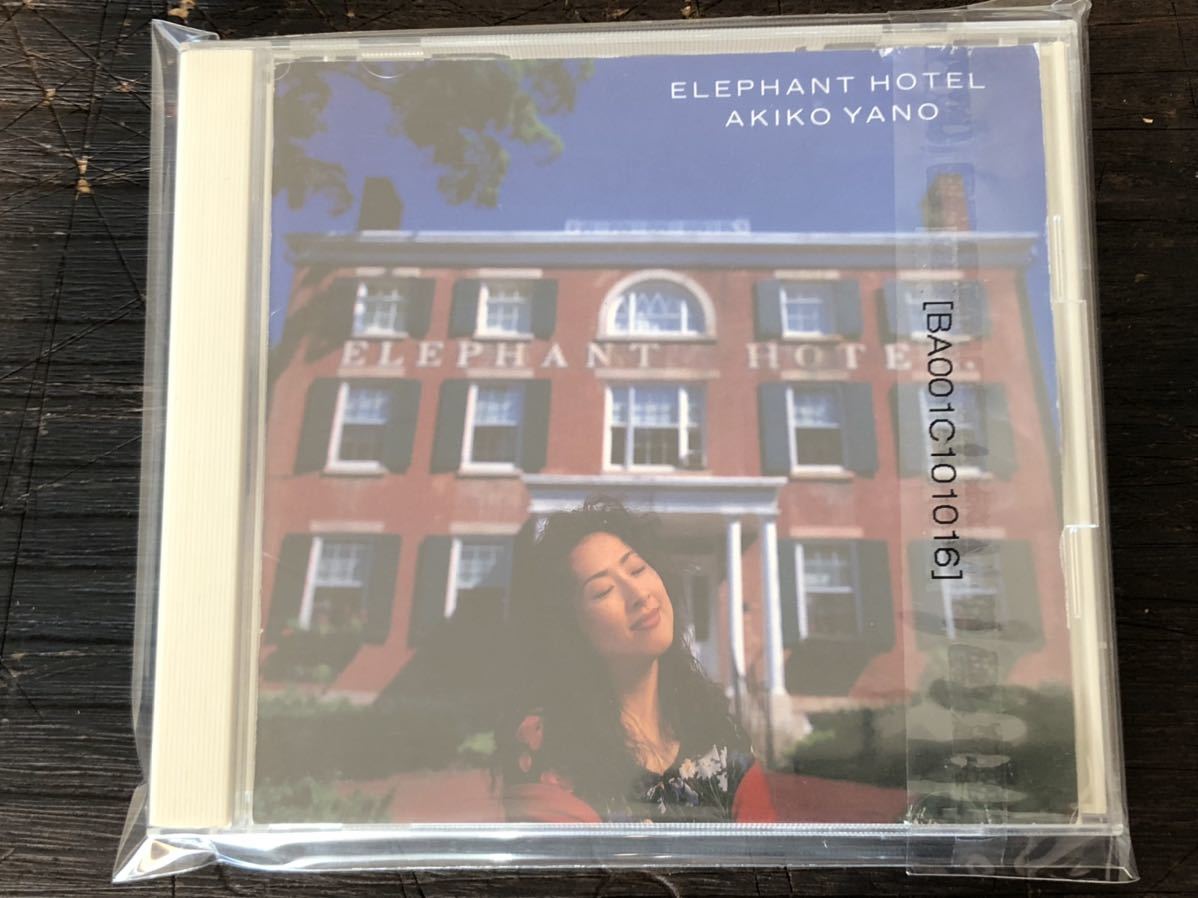 ELEPHANT HOTEL
AKIKO YANO
ELEPHANT HOTEL.
[BA001C101016]